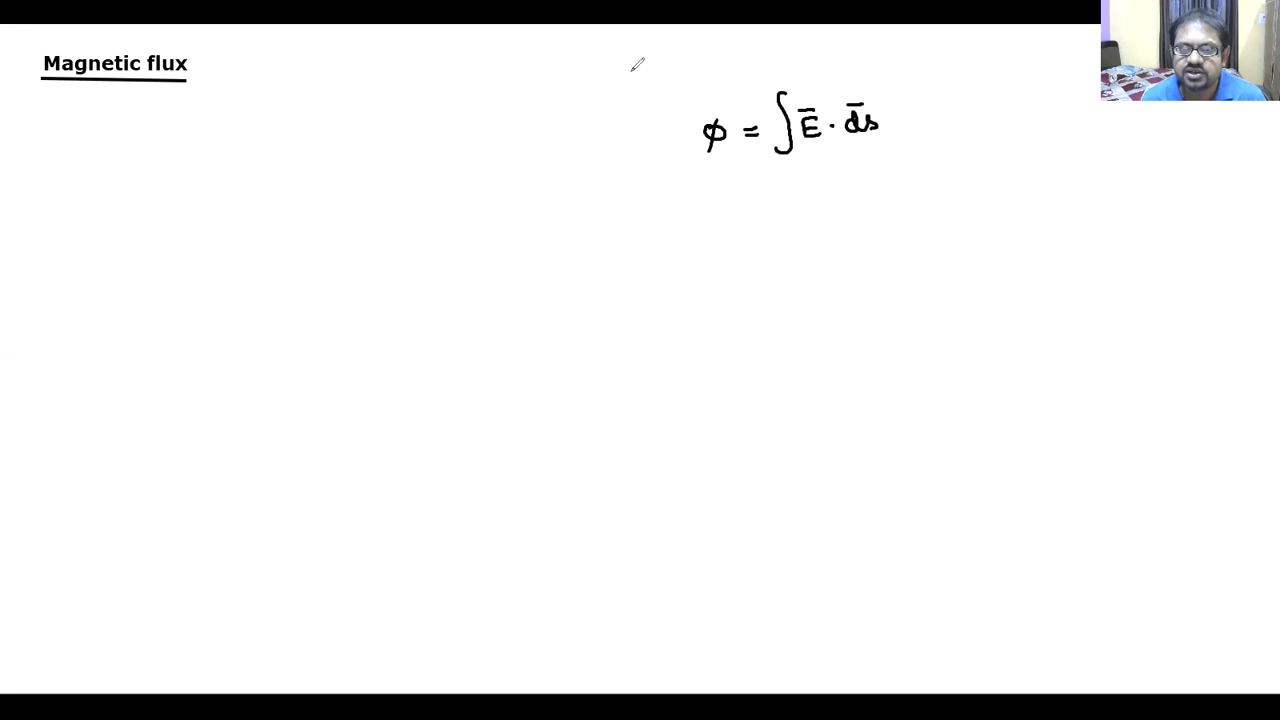 Magnetic flux
ϕ = ∫ E̅ · d̅s